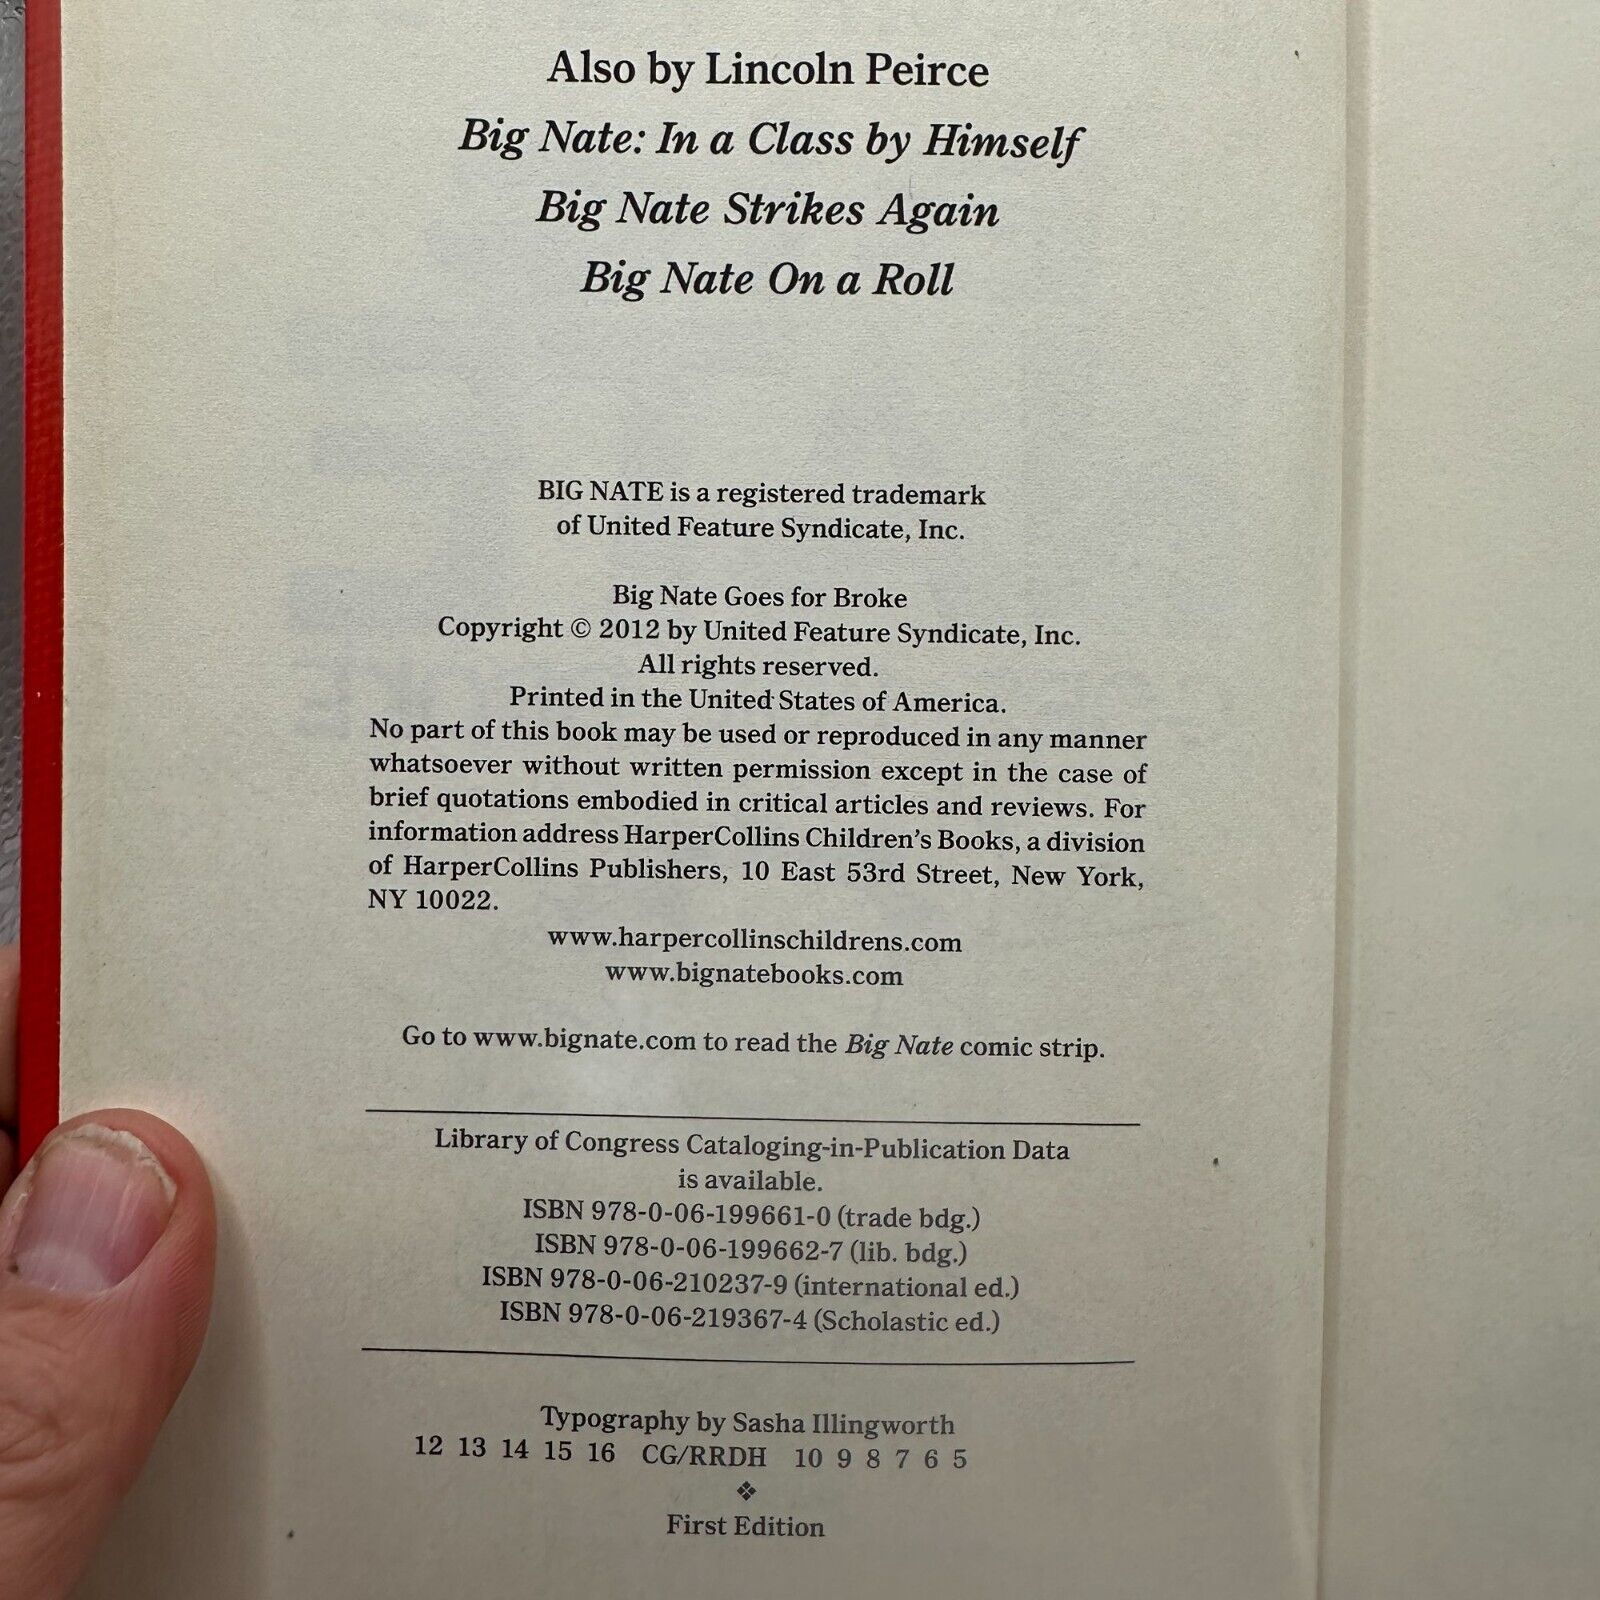 Also by Lincoln Peirce
Big Nate: In a Class by Himself
Big Nate Strikes Again
Big Nate On a Roll
BIG NATE is a registered trademark
of United Feature Syndicate, Inc.
Big Nate Goes for Broke
Copyright © 2012 by United Feature Syndicate, Inc.
All rights reserved.
Printed in the United States of America.
No part of this book may be used or reproduced in any manner
whatsoever without written permission except in the case of
brief quotations embodied in critical articles and reviews. For
information address HarperCollins Children's Books, a division
of HarperCollins Publishers, 10 East 53rd Street, New York,
NY 10022.
www.harpercollinschildrens.com
www.bignatebooks.com
Go to www.bignate.com to read the Big Nate comic strip.
Library of Congress Cataloging-in-Publication Data
is available.
ISBN 978-0-06-199661-0 (trade bdg.)
ISBN 978-0-06-199662-7 (lib. bdg.)
ISBN 978-0-06-210237-9 (international ed.)
ISBN 978-0-06-219367-4 (Scholastic ed.)
Typography by Sasha Illingworth
12 13 14 15 16 CG/RRDH 10 9 8 7 6 5
❖
First Edition